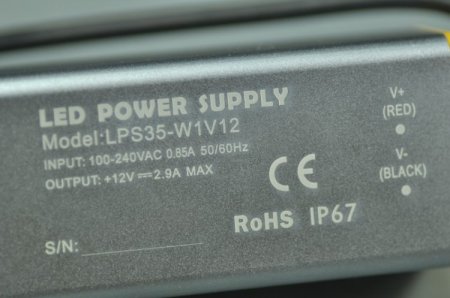 LED POWER SUPPLY
Model:LPS35-W1V12
INPUT: 100-240VAC 0.85A 50/60Hz
OUTPUT: +12V ⎓ 2.9A MAX
CE
RoHS IP67
S/N:
V+
(RED)
V-
(BLACK)